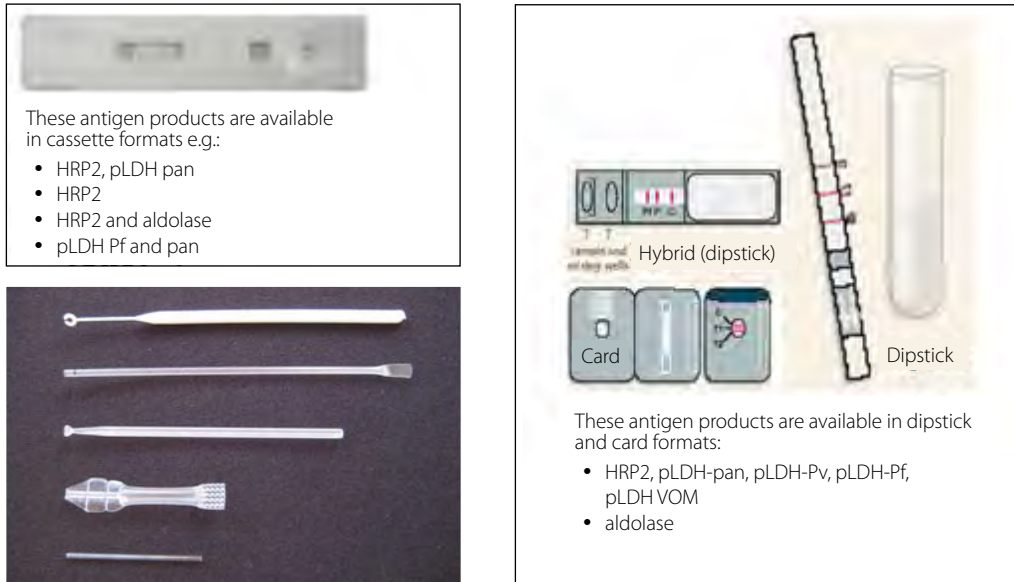 These antigen products are available
in cassette formats e.g.:
• HRP2, pLDH pan
• HRP2
• HRP2 and aldolase
• pLDH Pf and pan
Hybrid (dipstick)
Card
Dipstick
These antigen products are available in dipstick
and card formats:
• HRP2, pLDH-pan, pLDH-Pv, pLDH-Pf,
pLDH VOM
• aldolase